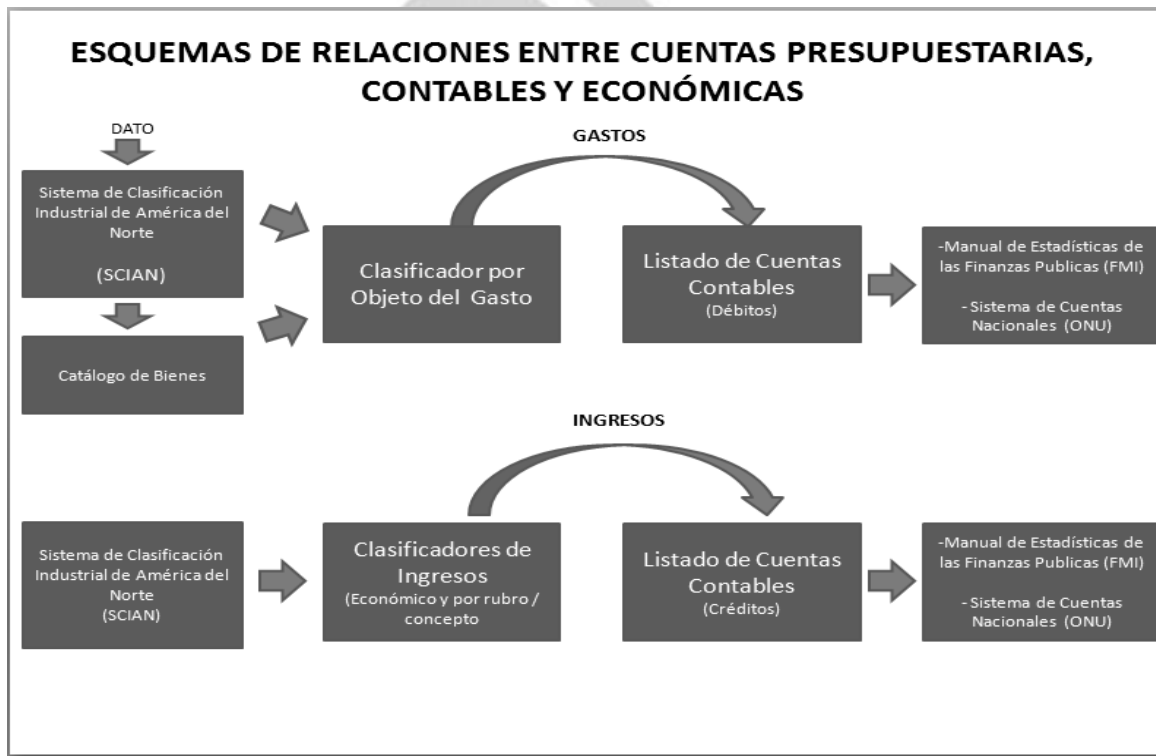 ESQUEMAS DE RELACIONES ENTRE CUENTAS PRESUPUESTARIAS,
CONTABLES Y ECONÓMICAS
DATO
GASTOS
Sistema de Clasificación
Industrial de América del
Norte
(SCIAN)
Catálogo de Bienes
Clasificador por
Objeto del Gasto
Listado de Cuentas
Contables
(Débitos)
-Manual de Estadísticas de
las Finanzas Publicas (FMI)
- Sistema de Cuentas
Nacionales (ONU)
INGRESOS
Sistema de Clasificación
Industrial de América del
Norte
(SCIAN)
Clasificadores de
Ingresos
(Económico y por rubro /
concepto
Listado de Cuentas
Contables
(Créditos)
-Manual de Estadísticas de
las Finanzas Publicas (FMI)
- Sistema de Cuentas
Nacionales (ONU)